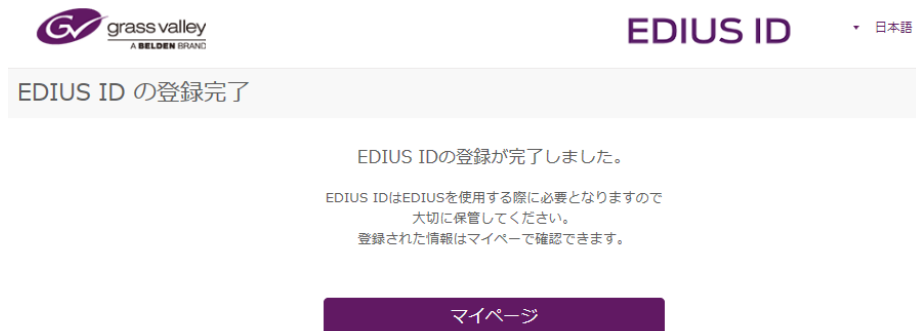 GV grass valley
A BELDEN BRAND
EDIUS ID
日本語
EDIUS ID の登録完了
EDIUS IDの登録が完了しました。
EDIUS IDはEDIUSを使用する際に必要となりますので
大切に保管してください。
登録された情報はマイペーで確認できます。
マイページ